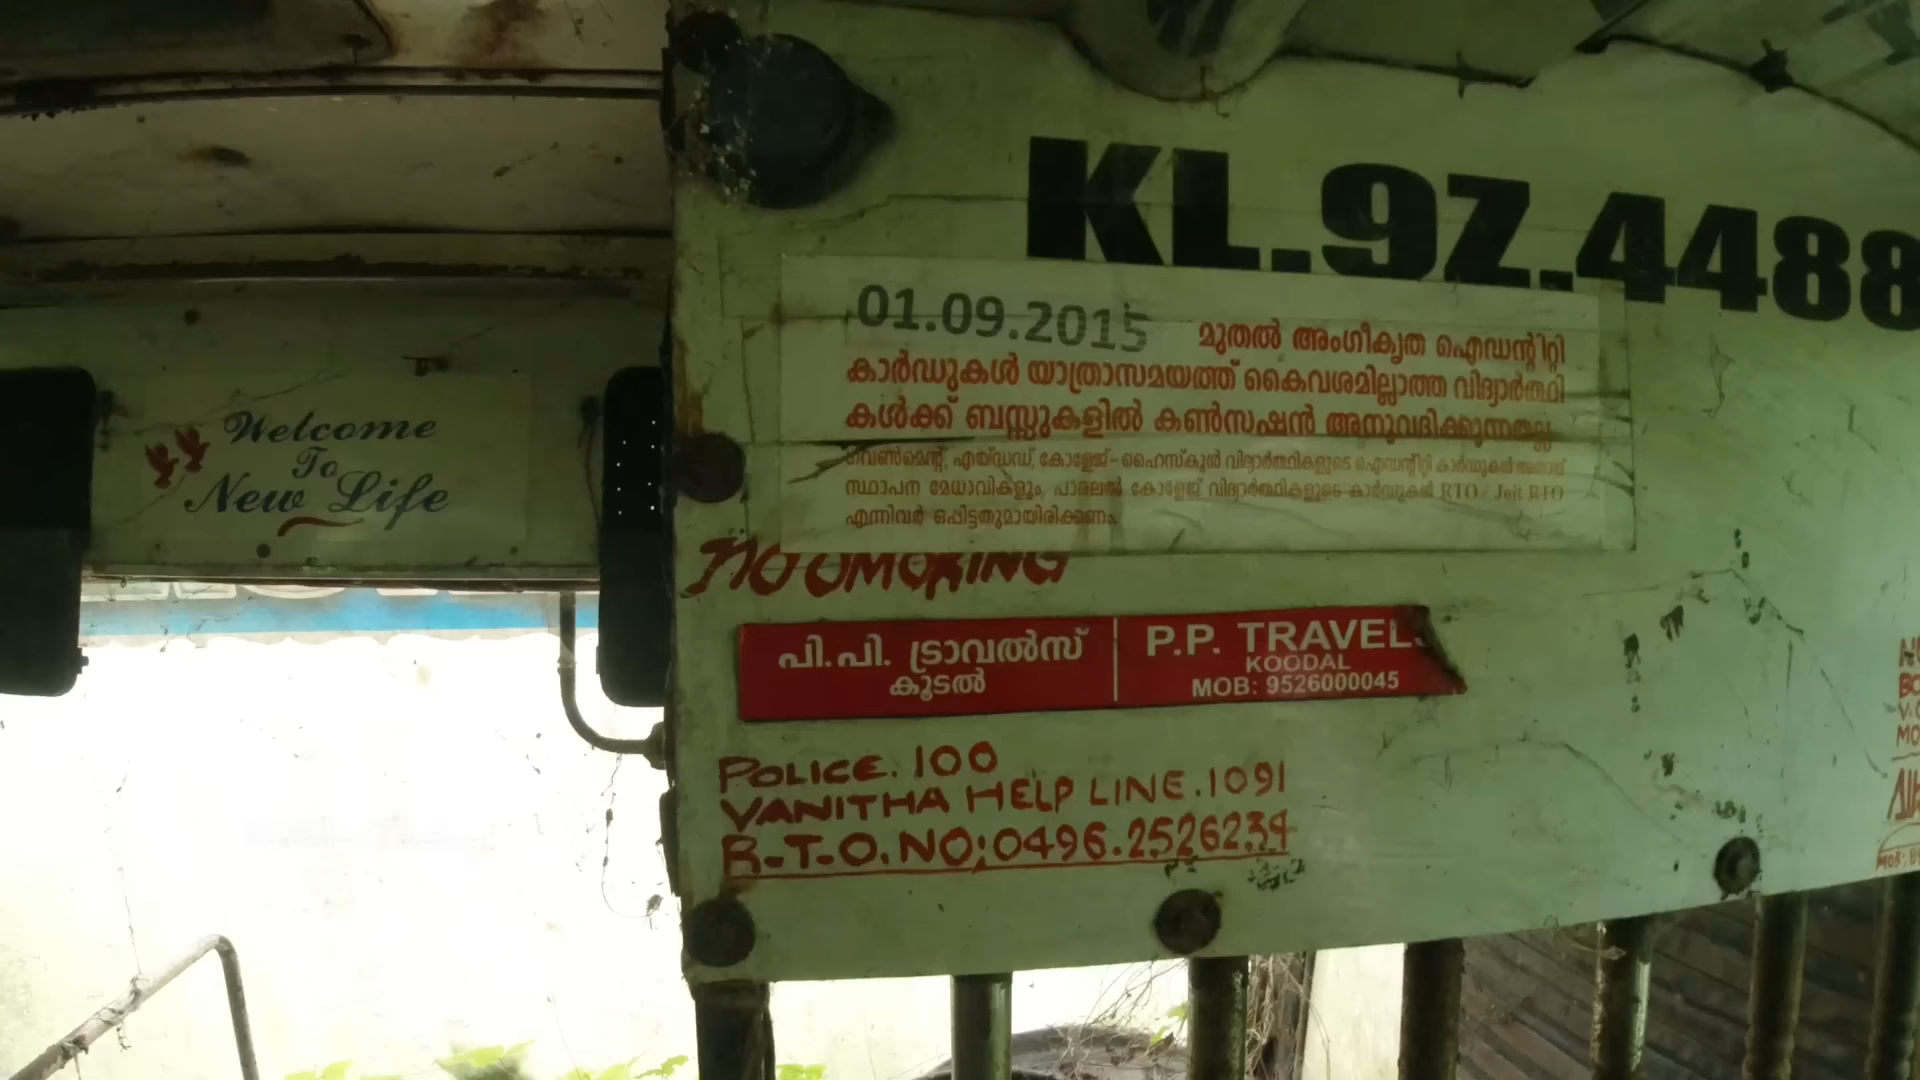 Welcome
To
New Life
KL.9Z.4488
01.09.2015 മുതൽ അംഗീകൃത ഐഡന്റിറ്റി
കാർഡുകൾ യാത്രാസമയത്ത് കൈവശമില്ലാത്ത വിദ്യാർത്ഥി
കൾക്ക് ബസ്സുകളിൽ കൺസഷൻ അനുവദിക്കുന്നതല്ല
ഗവൺമെന്റ്, എയ്ഡഡ്, കോളേജ്-ഹൈസ്കൂൾ വിദ്യാർത്ഥികളുടെ ഐഡന്റിറ്റി കാർഡുകൾ അതാത്
സ്ഥാപന മേധാവികളും, പാരലൽ കോളേജ് വിദ്യാർത്ഥികളുടെ കാർഡുകൾ RTO / Joit RTO
എന്നിവർ ഒപ്പിട്ടതുമായിരിക്കണം.
NO SMOKING
പി.പി. ട്രാവൽസ്
കൂടൽ
P.P. TRAVELS
KOODAL
MOB: 9526000045
POLICE. 100
VANITHA HELP LINE.1091
R-T-O.NO:0496.2526234